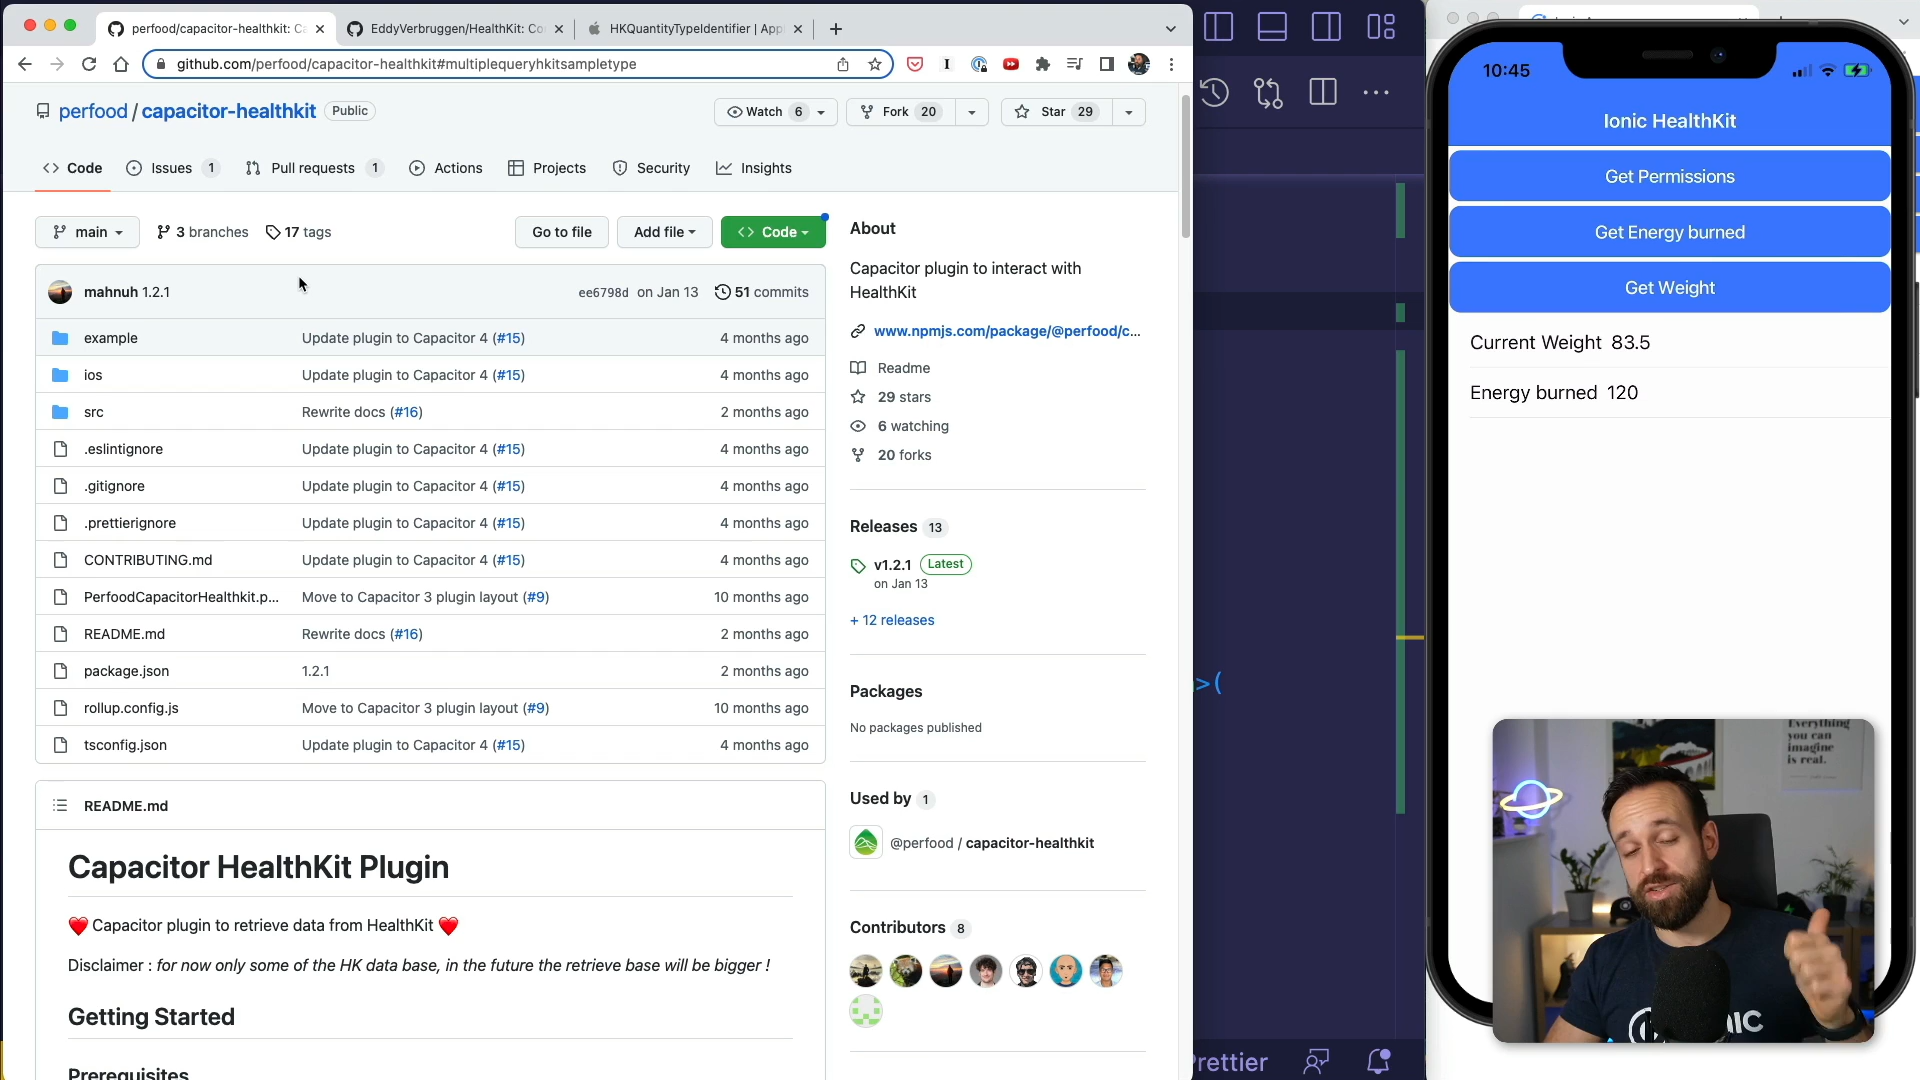 perfood/capacitor-healthkit: Ca
EddyVerbruggen/HealthKit: Co
HKQuantityTypeIdentifier | App
github.com/perfood/capacitor-healthkit#multiplequeryhkitsampletype
perfood / capacitor-healthkit Public
Watch 6
Fork 20
Star 29
Code
Issues 1
Pull requests 1
Actions
Projects
Security
Insights
main
3 branches
17 tags
Go to file
Add file
Code
mahnuh 1.2.1
ee6798d on Jan 13
51 commits
example Update plugin to Capacitor 4 (#15) 4 months ago
ios Update plugin to Capacitor 4 (#15) 4 months ago
src Rewrite docs (#16) 2 months ago
.eslintignore Update plugin to Capacitor 4 (#15) 4 months ago
.gitignore Update plugin to Capacitor 4 (#15) 4 months ago
.prettierignore Update plugin to Capacitor 4 (#15) 4 months ago
CONTRIBUTING.md Update plugin to Capacitor 4 (#15) 4 months ago
PerfoodCapacitorHealthkit.p... Move to Capacitor 3 plugin layout (#9) 10 months ago
README.md Rewrite docs (#16) 2 months ago
package.json 1.2.1 2 months ago
rollup.config.js Move to Capacitor 3 plugin layout (#9) 10 months ago
tsconfig.json Update plugin to Capacitor 4 (#15) 4 months ago
README.md
Capacitor HealthKit Plugin
❤️ Capacitor plugin to retrieve data from HealthKit ❤️
Disclaimer : for now only some of the HK data base, in the future the retrieve base will be bigger !
Getting Started
Prerequisites
About
Capacitor plugin to interact with
HealthKit
www.npmjs.com/package/@perfood/c...
Readme
29 stars
6 watching
20 forks
Releases 13
v1.2.1 Latest
on Jan 13
+ 12 releases
Packages
No packages published
Used by 1
@perfood / capacitor-healthkit
Contributors 8
>(
rettier
10:45
Ionic HealthKit
Get Permissions
Get Energy burned
Get Weight
Current Weight 83.5
Energy burned 120
Everything
you can
imagine
is real.